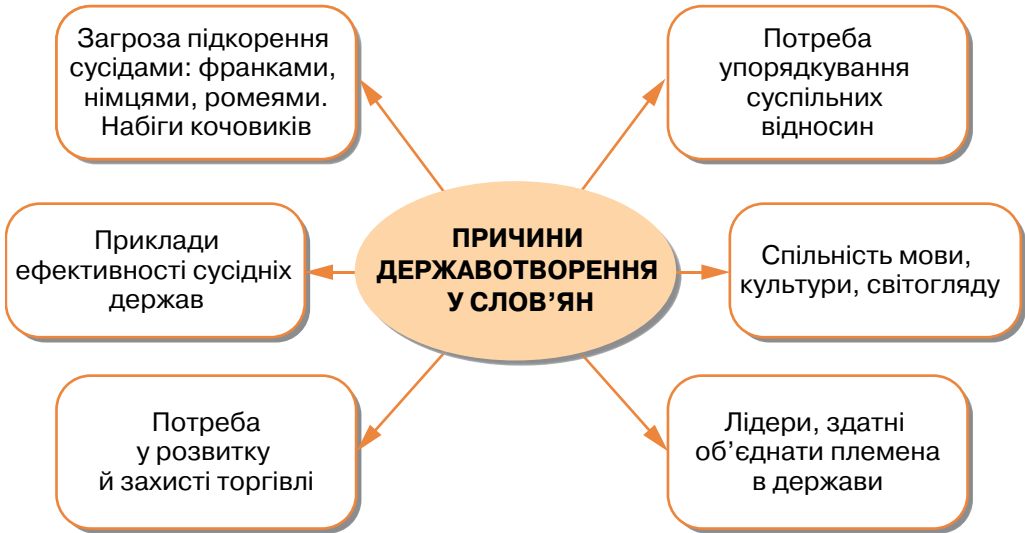 Загроза підкорення
сусідами: франками,
німцями, ромеями.
Набіги кочовиків
Потреба
упорядкування
суспільних
відносин
ПРИЧИНИ
ДЕРЖАВОТВОРЕННЯ
У СЛОВ’ЯН
Приклади
ефективності сусідніх
держав
Спільність мови,
культури, світогляду
Потреба
у розвитку
й захисті торгівлі
Лідери, здатні
об’єднати племена
в держави